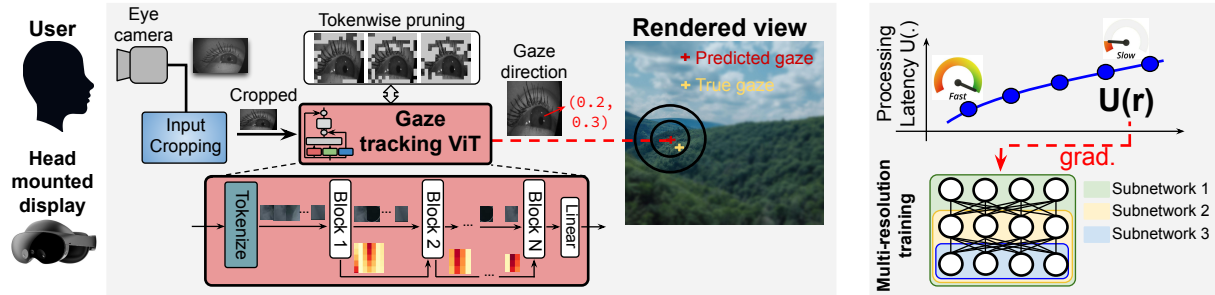 User
Head
mounted
display
Eye
camera
Input
Cropping
Cropped
Tokenwise pruning
Gaze
direction
(0.2,
0.3)
Gaze
tracking ViT
Tokenize
...
Block 1
...
Block 2
...
...
Block N
Linear
Rendered view
+ Predicted gaze
+ True gaze
Processing
Latency U(.)
Fast
Slow
U(r)
grad.
Multi-resolution
training
Subnetwork 1
Subnetwork 2
Subnetwork 3